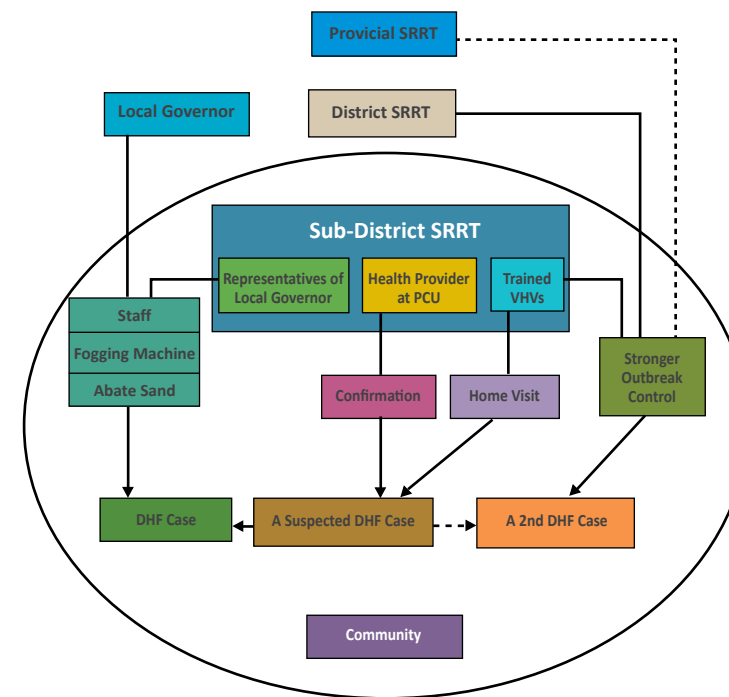 Provicial SRRT
Local Governor
District SRRT
Sub-District SRRT
Representatives of
Local Governor
Health Provider
at PCU
Trained
VHVs
Staff
Fogging Machine
Abate Sand
Stronger
Outbreak
Control
Confirmation
Home Visit
DHF Case
A Suspected DHF Case
A 2nd DHF Case
Community